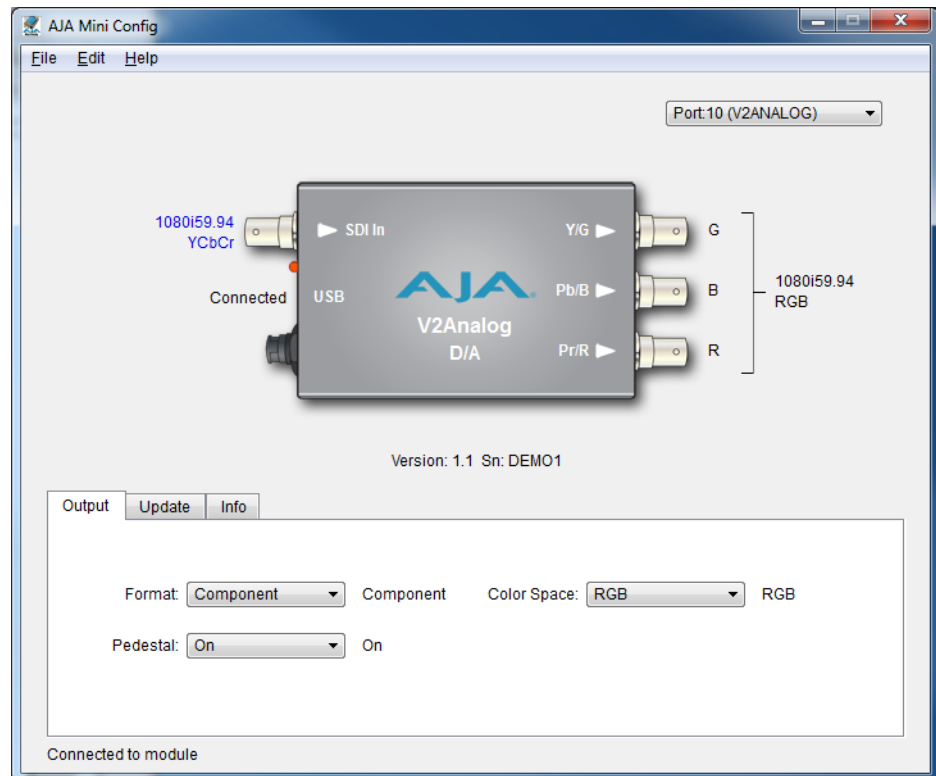 AJA Mini Config
File Edit Help
Port:10 (V2ANALOG)
1080i59.94
YCbCr
SDI In
Y/G
G
Connected
USB
AJA.
Pb/B
B
1080i59.94
RGB
V2Analog
D/A
Pr/R
R
Version: 1.1 Sn: DEMO1
Output Update Info
Format: Component Component Color Space: RGB RGB
Pedestal: On On
Connected to module